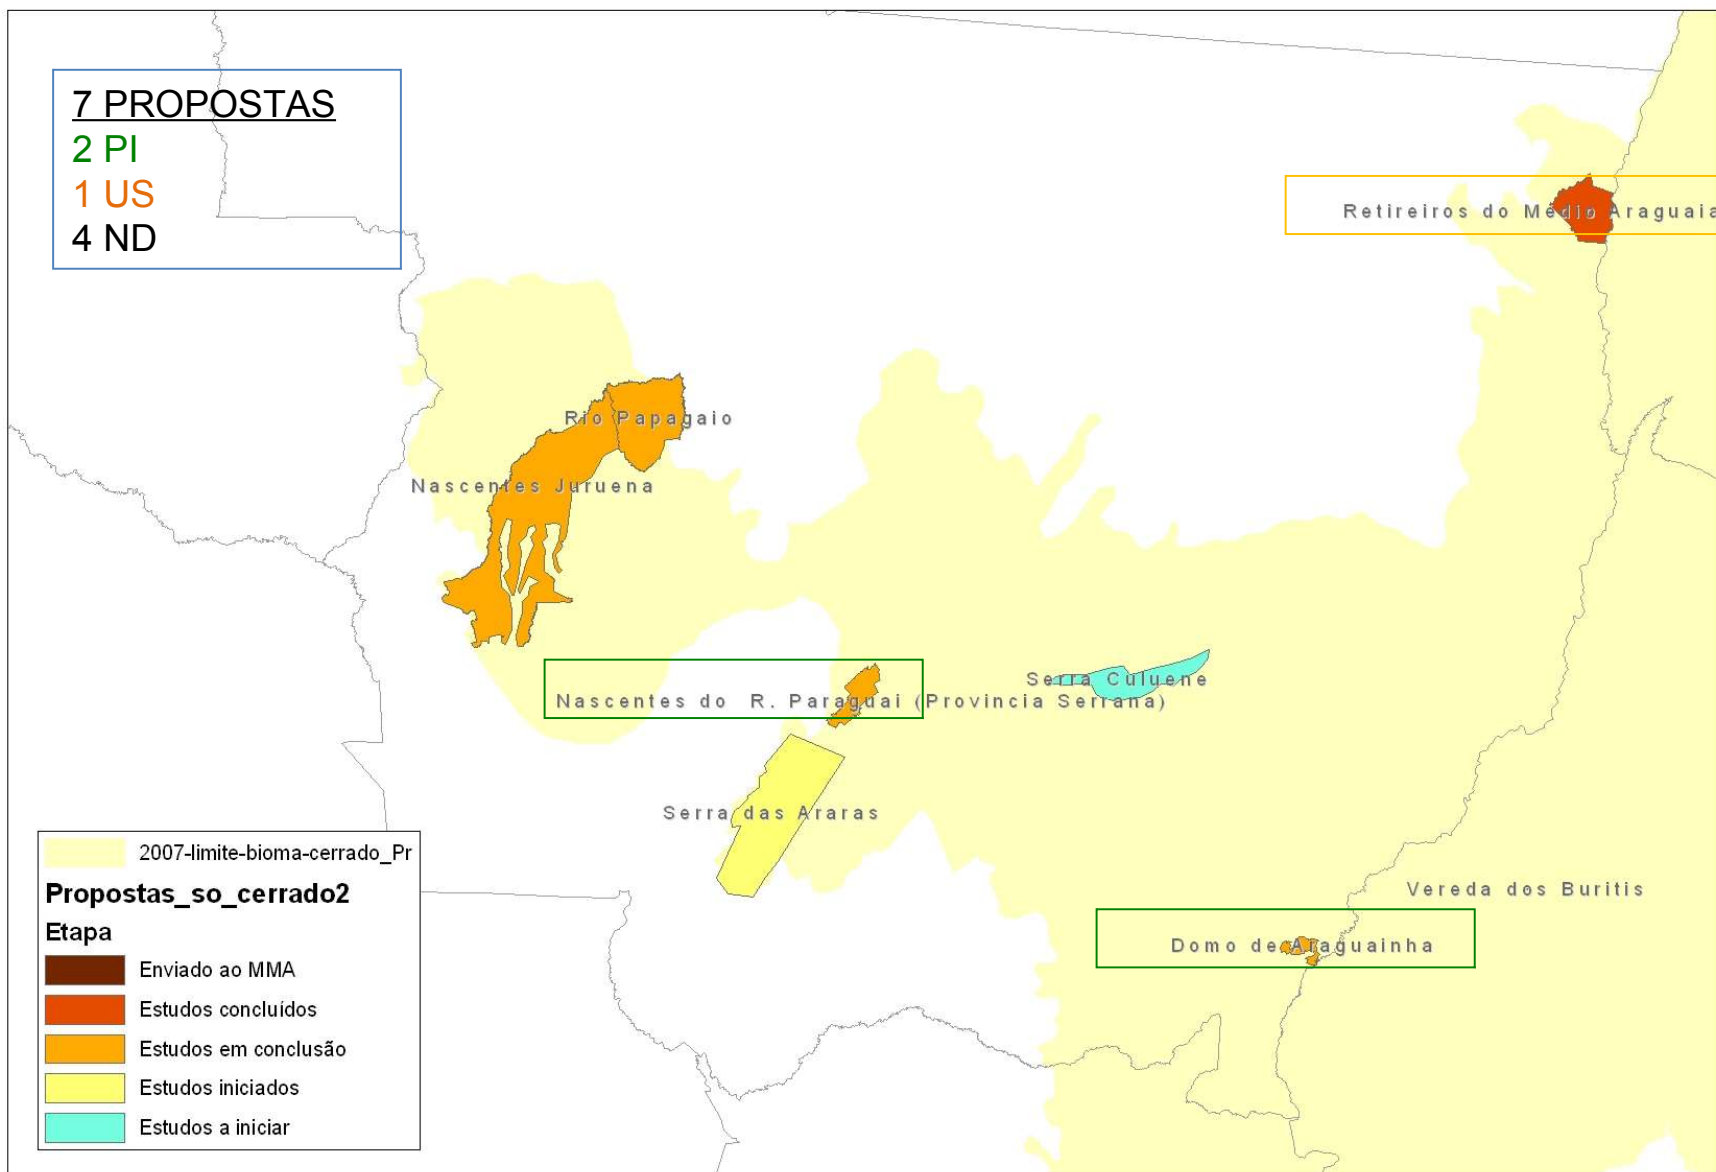 7 PROPOSTAS
2 PI
1 US
4 ND
Retireiros do Médio Araguaia
Rio Papagaio
Nascentes Juruena
Serra Culuene
Nascentes do R. Paraguai (Provincia Serrana)
Serra das Araras
Vereda dos Buritis
Domo de Araguainha
2007-limite-bioma-cerrado_Pr
Propostas_so_cerrado2
Etapa
Enviado ao MMA
Estudos concluídos
Estudos em conclusão
Estudos iniciados
Estudos a iniciar